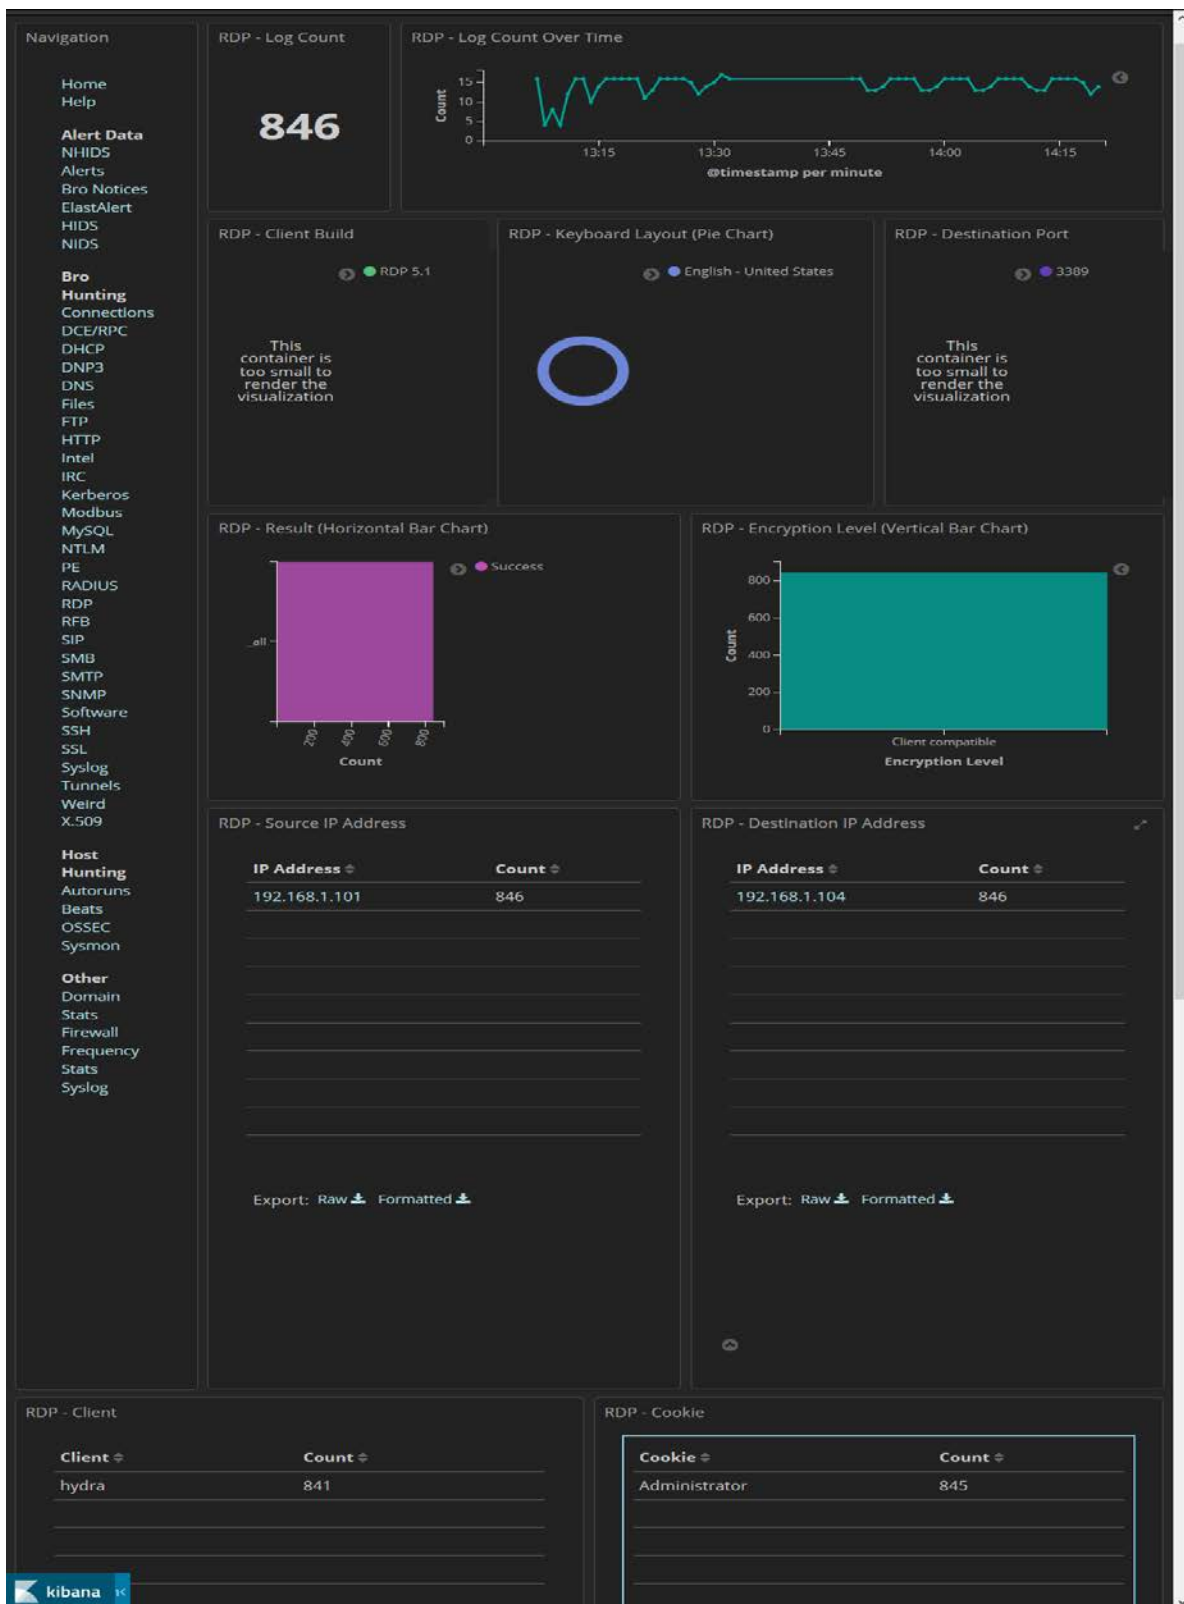 Navigation
Home
Help
Alert Data
NHIDS
Alerts
Bro Notices
ElastAlert
HIDS
NIDS
Bro
Hunting
Connections
DCE/RPC
DHCP
DNP3
DNS
Files
FTP
HTTP
Intel
IRC
Kerberos
Modbus
MySQL
NTLM
PE
RADIUS
RDP
RFB
SIP
SMB
SMTP
SNMP
Software
SSH
SSL
Syslog
Tunnels
Weird
X.509
Host
Hunting
Autoruns
Beats
OSSEC
Sysmon
Other
Domain
Stats
Firewall
Frequency
Stats
Syslog
RDP - Log Count
846
RDP - Log Count Over Time
Count
15
10
5
0
13:15 13:30 13:45 14:00 14:15
@timestamp per minute
RDP - Client Build
RDP 5.1
This
container is
too small to
render the
visualization
RDP - Keyboard Layout (Pie Chart)
English - United States
RDP - Destination Port
3389
This
container is
too small to
render the
visualization
RDP - Result (Horizontal Bar Chart)
Success
_all
200 400 600 800
Count
RDP - Encryption Level (Vertical Bar Chart)
Count
800
600
400
200
0
Client compatible
Encryption Level
RDP - Source IP Address
IP Address Count
192.168.1.101 846
Export: Raw Formatted
RDP - Destination IP Address
IP Address Count
192.168.1.104 846
Export: Raw Formatted
RDP - Client
Client Count
hydra 841
RDP - Cookie
Cookie Count
Administrator 845
kibana